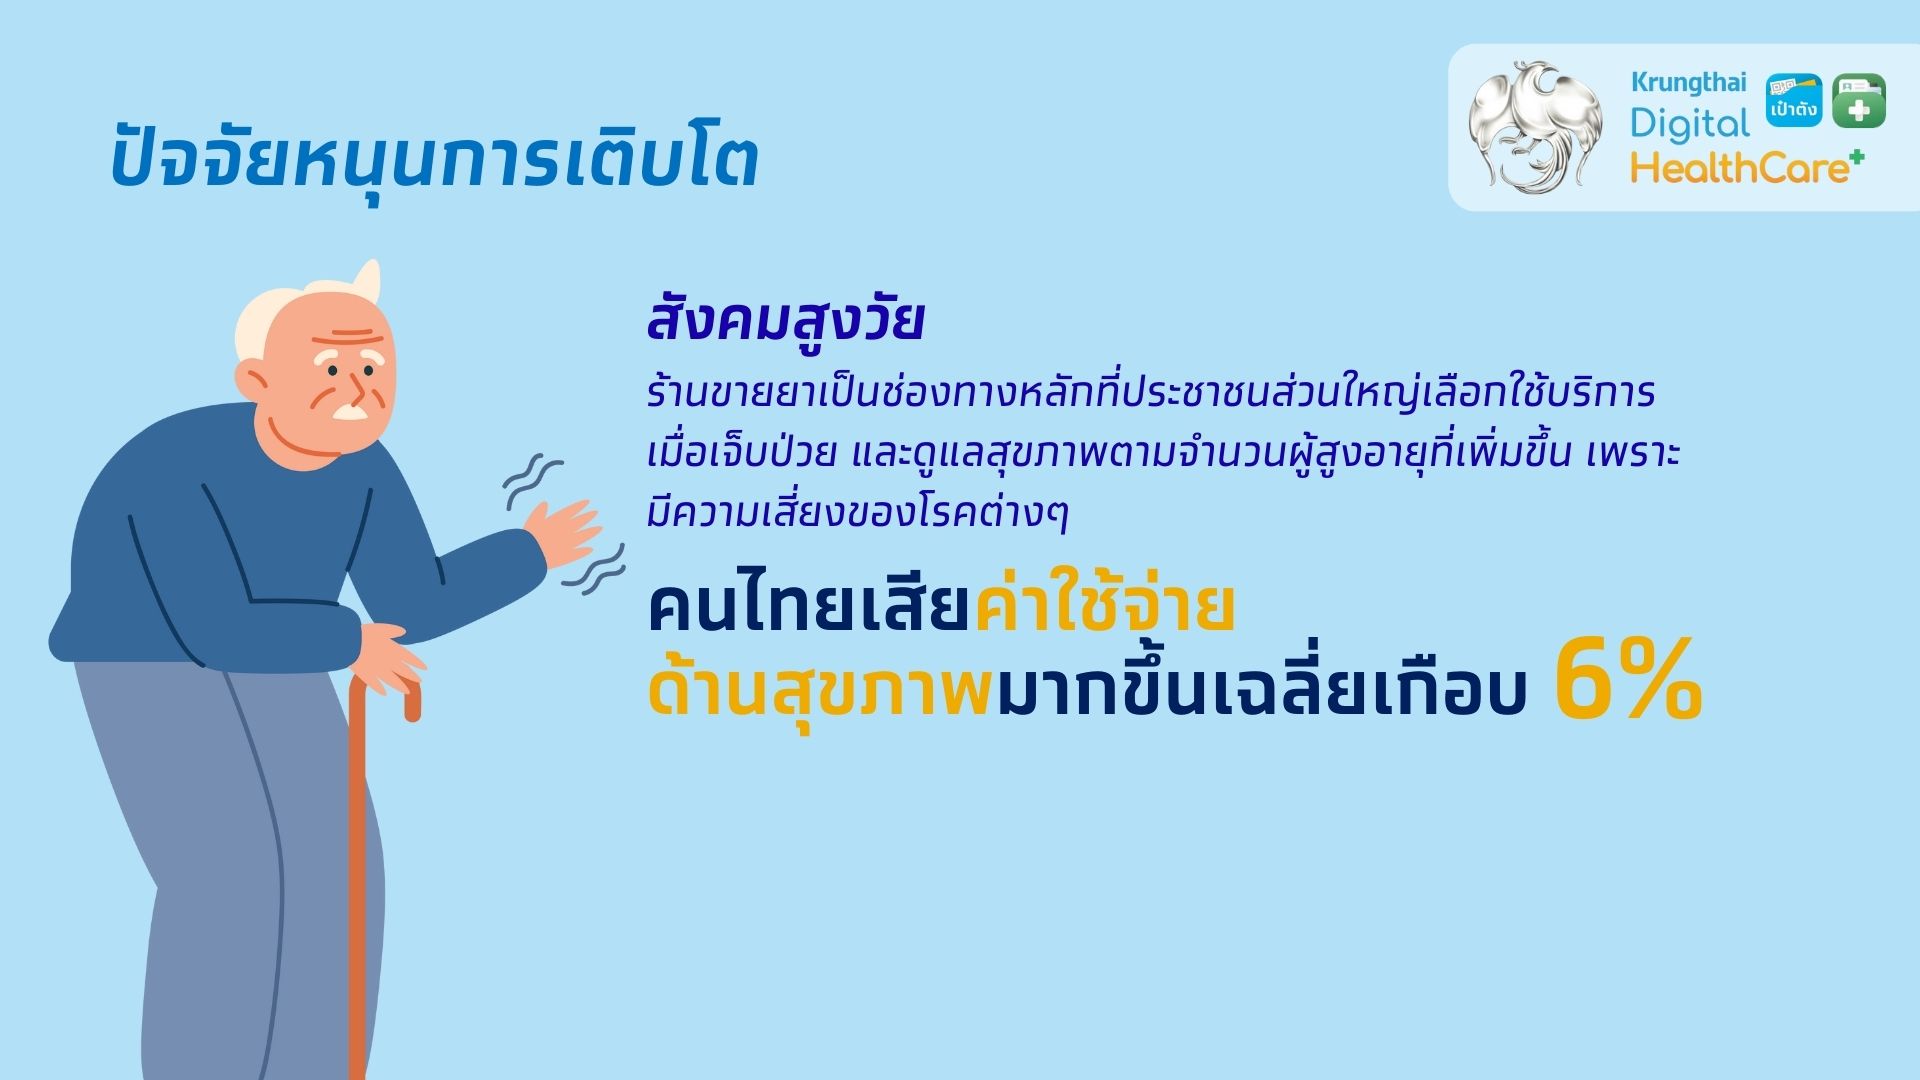 Krungthai
Digital
HealthCare+
เป๋าตัง
ปัจจัยหนุนการเติบโต
สังคมสูงวัย
ร้านขายยาเป็นช่องทางหลักที่ประชาชนส่วนใหญ่เลือกใช้บริการ
เมื่อเจ็บป่วย และดูแลสุขภาพตามจำนวนผู้สูงอายุที่เพิ่มขึ้น เพราะ
มีความเสี่ยงของโรคต่างๆ
คนไทยเสียค่าใช้จ่าย
ด้านสุขภาพมากขึ้นเฉลี่ยเกือบ 6%